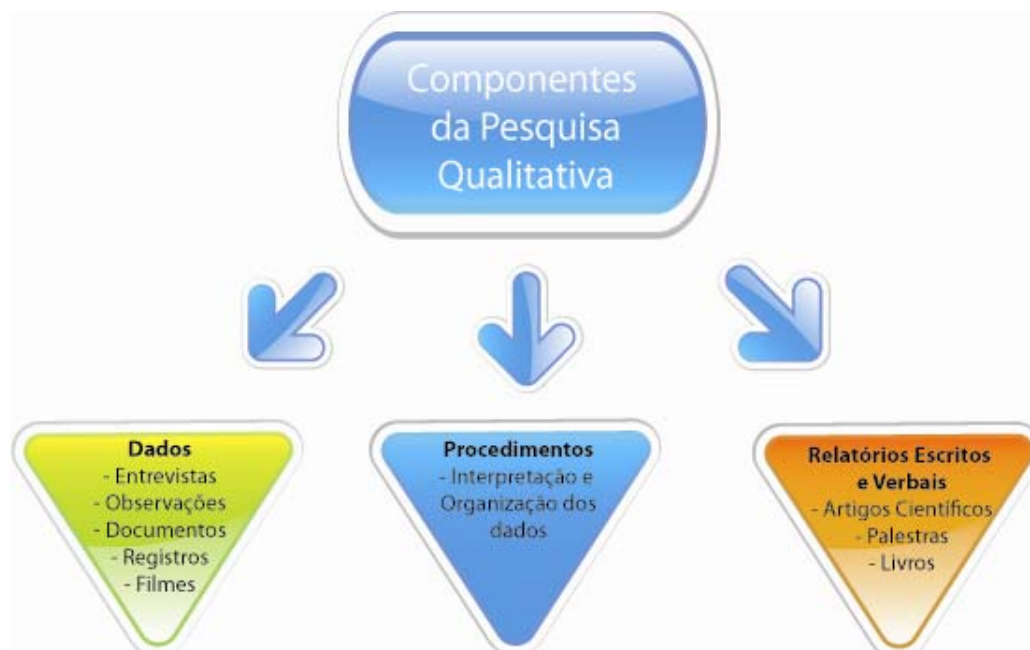 Componentes
da Pesquisa
Qualitativa
Dados
- Entrevistas
- Observações
- Documentos
- Registros
- Filmes
Procedimentos
- Interpretação e
Organização dos
dados
Relatórios Escritos
e Verbais
- Artigos Científicos
- Palestras
- Livros